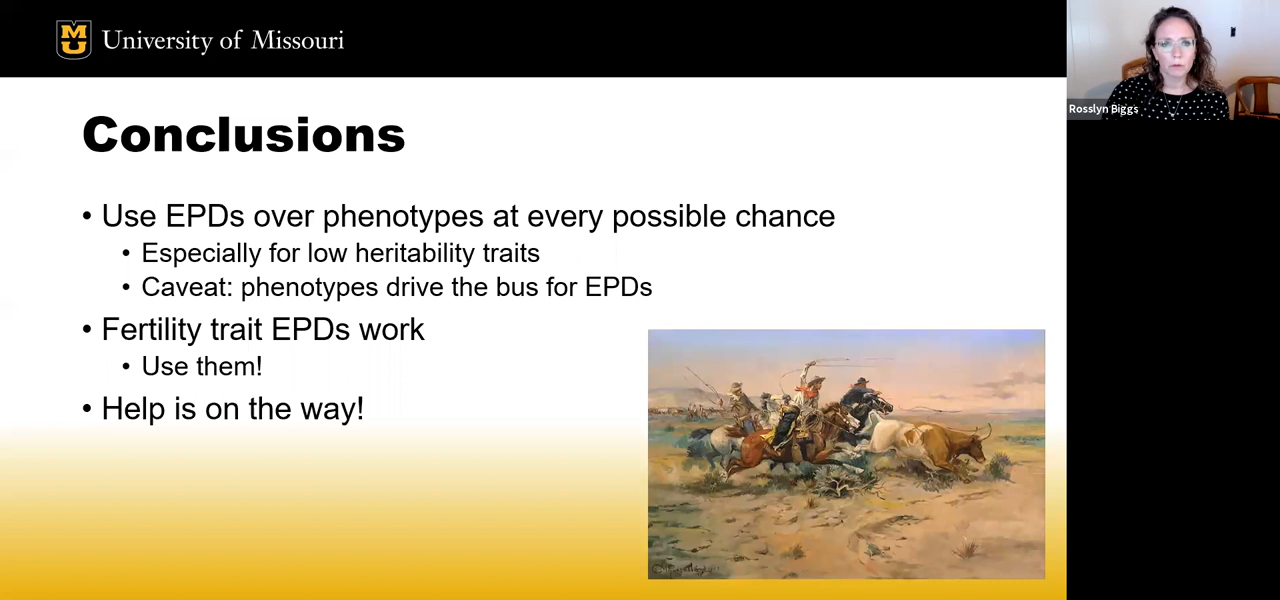 MU
University of Missouri
Rosslyn Biggs
Conclusions
• Use EPDs over phenotypes at every possible chance
• Especially for low heritability traits
• Caveat: phenotypes drive the bus for EPDs
• Fertility trait EPDs work
• Use them!
• Help is on the way!